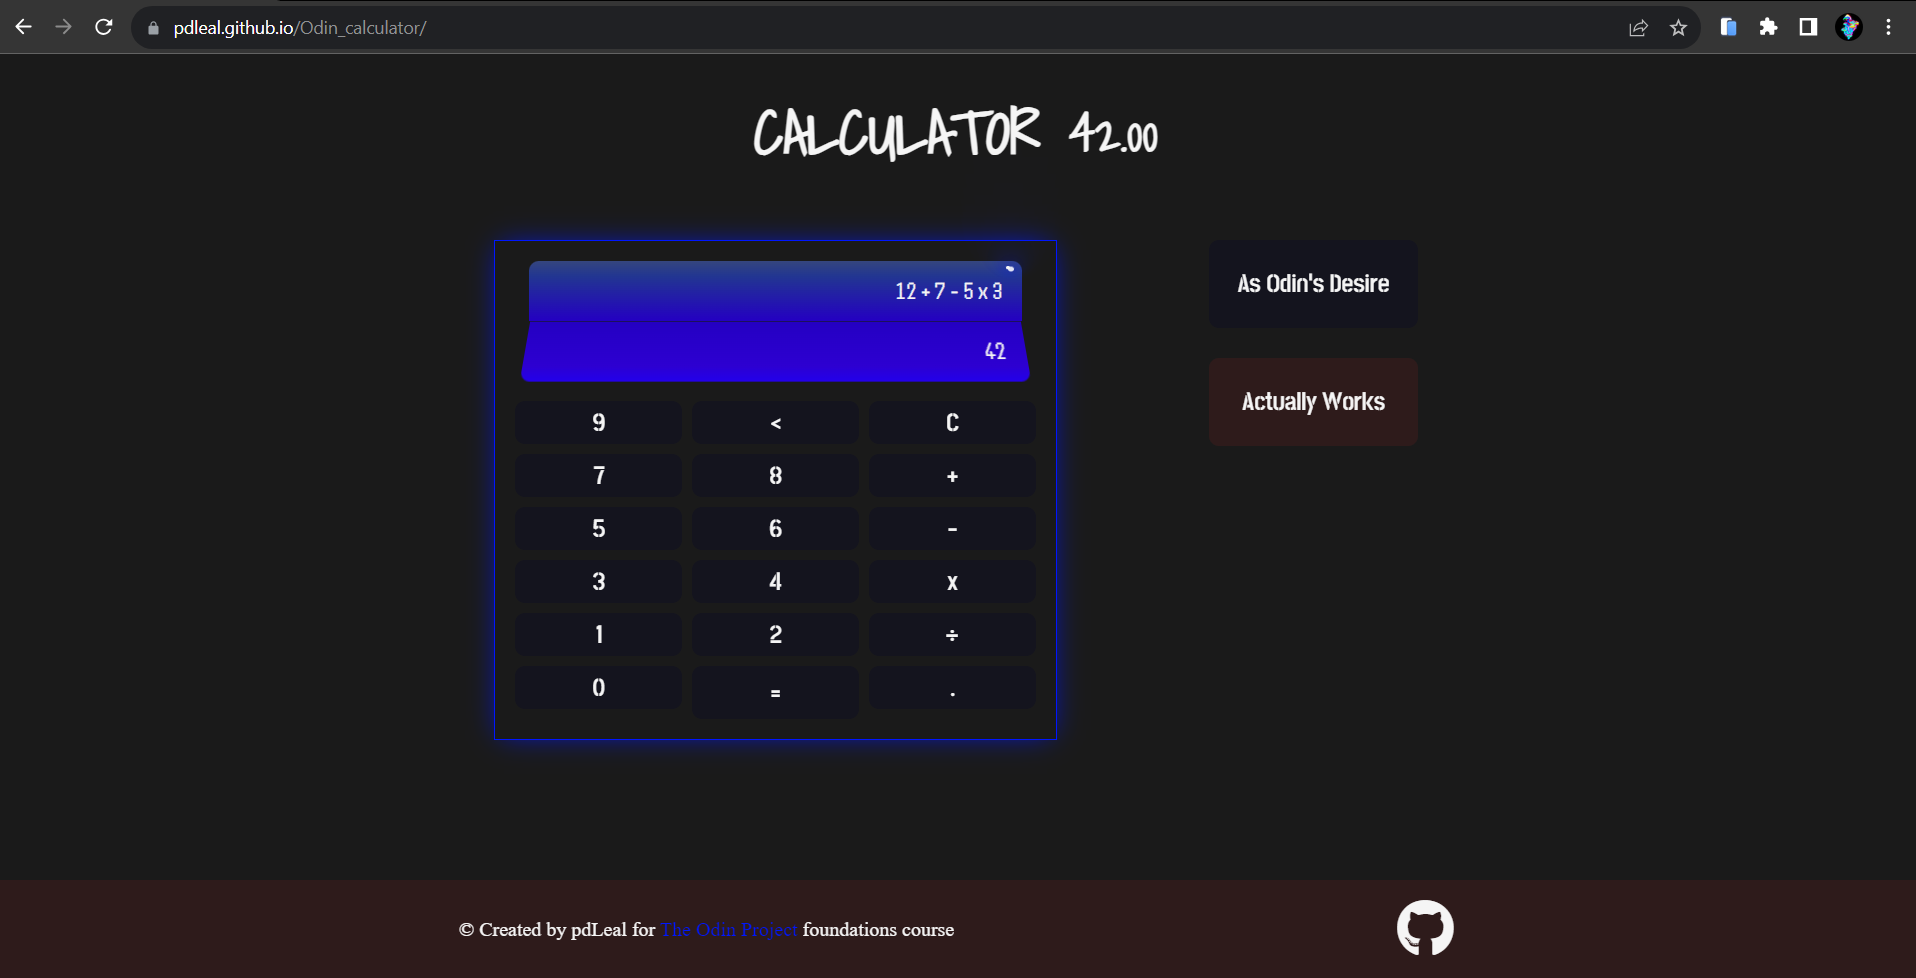 pdleal.github.io/Odin_calculator/
CALCULATOR 42.00
12 + 7 - 5 x 3
42
9 < C
7 8 +
5 6 -
3 4 x
1 2 ÷
0 = .
As Odin's Desire
Actually Works
© Created by pdLeal for The Odin Project foundations course